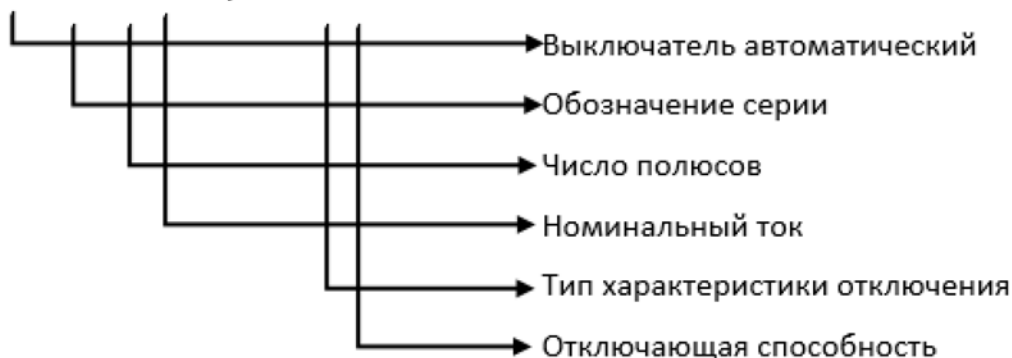 Выключатель автоматический
Обозначение серии
Число полюсов
Номинальный ток
Тип характеристики отключения
Отключающая способность